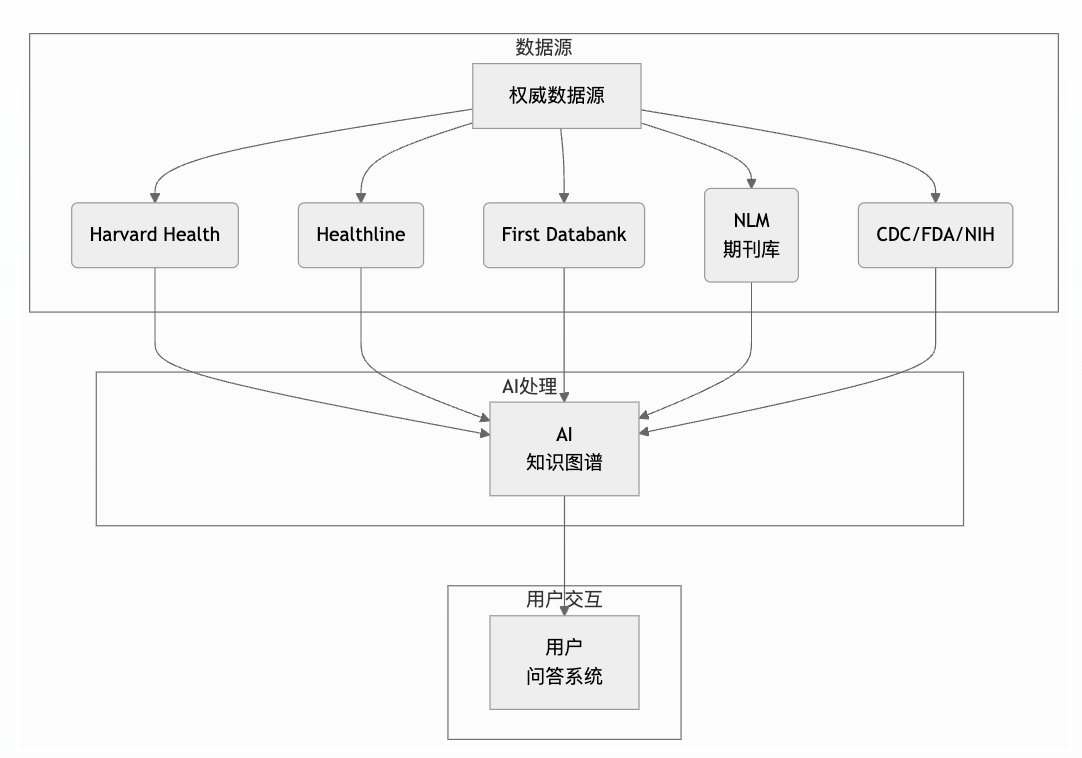 数据源
权威数据源
Harvard Health
Healthline
First Databank
NLM
期刊库
CDC/FDA/NIH
AI处理
AI
知识图谱
用户交互
用户
问答系统